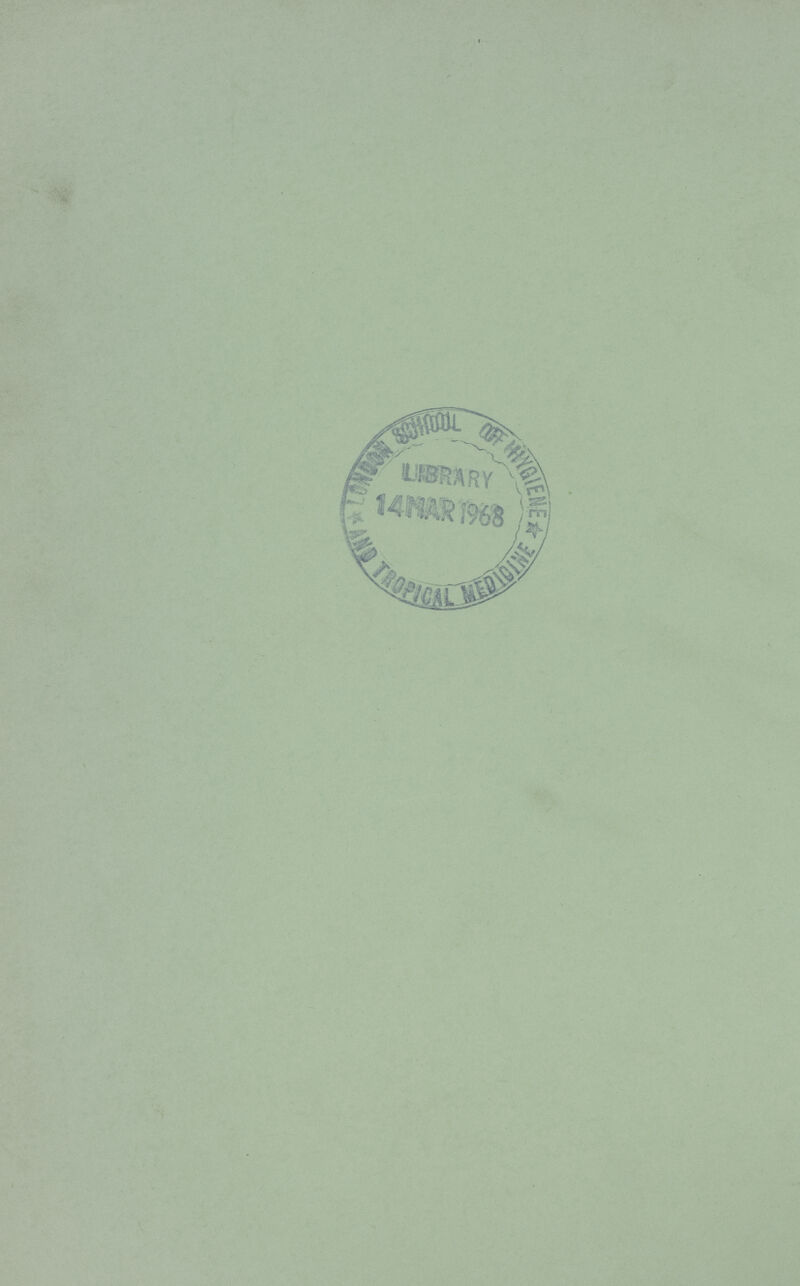 LONDON SCHOOL OF HYGIENE
★ AND TROPICAL MEDICINE ★
LIBRARY
14 MAR 1968